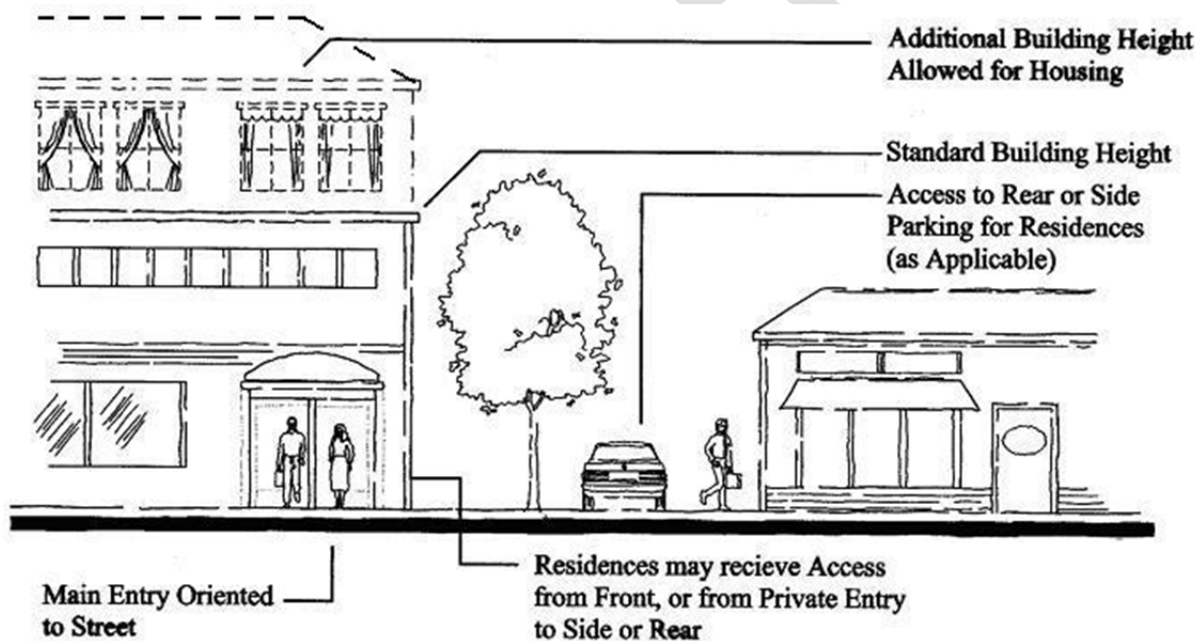 Additional Building Height
Allowed for Housing
Standard Building Height
Access to Rear or Side
Parking for Residences
(as Applicable)
Main Entry Oriented
to Street
Residences may recieve Access
from Front, or from Private Entry
to Side or Rear